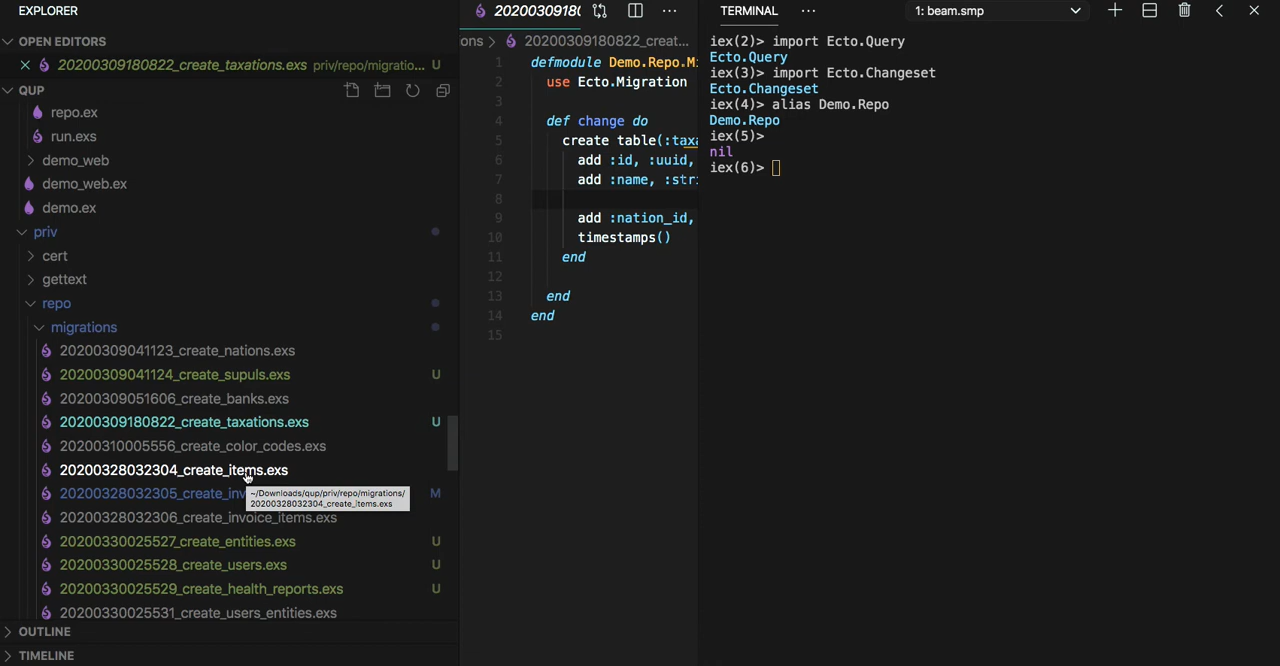 EXPLORER
OPEN EDITORS
20200309180822_create_taxations.exs priv/repo/migratio... U
QUP
repo.ex
run.exs
demo_web
demo_web.ex
demo.ex
priv
cert
gettext
repo
migrations
20200309041123_create_nations.exs
20200309041124_create_supuls.exs U
20200309051606_create_banks.exs
20200309180822_create_taxations.exs U
20200310005556_create_color_codes.exs
20200328032304_create_items.exs
20200328032305_create_inv M
~/Downloads/qup/priv/repo/migrations/
20200328032304_create_items.exs
20200328032306_create_invoice_items.exs
20200330025527_create_entities.exs U
20200330025528_create_users.exs U
20200330025529_create_health_reports.exs U
20200330025531_create_users_entities.exs
OUTLINE
TIMELINE
202003091808
ons > 20200309180822_creat...
1 defmodule Demo.Repo.M
2 use Ecto.Migration
3
4 def change do
5 create table(:taxa
6 add :id, :uuid,
7 add :name, :stri
8
9 add :nation_id,
10 timestamps()
11 end
12
13 end
14 end
15
TERMINAL ... 1: beam.smp
iex(2)> import Ecto.Query
Ecto.Query
iex(3)> import Ecto.Changeset
Ecto.Changeset
iex(4)> alias Demo.Repo
Demo.Repo
iex(5)>
nil
iex(6)>